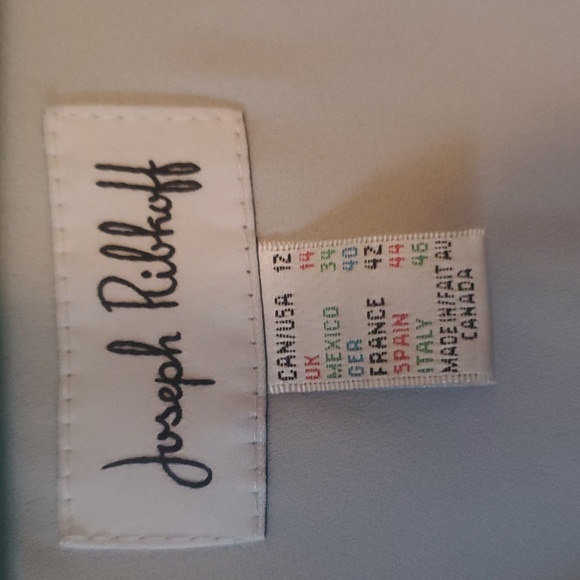 Joseph Ribkoff
CAN/USA 12
UK 14
MEXICO 34
GER 40
FRANCE 42
SPAIN 44
ITALY 46
MADE IN/FAIT AU
CANADA